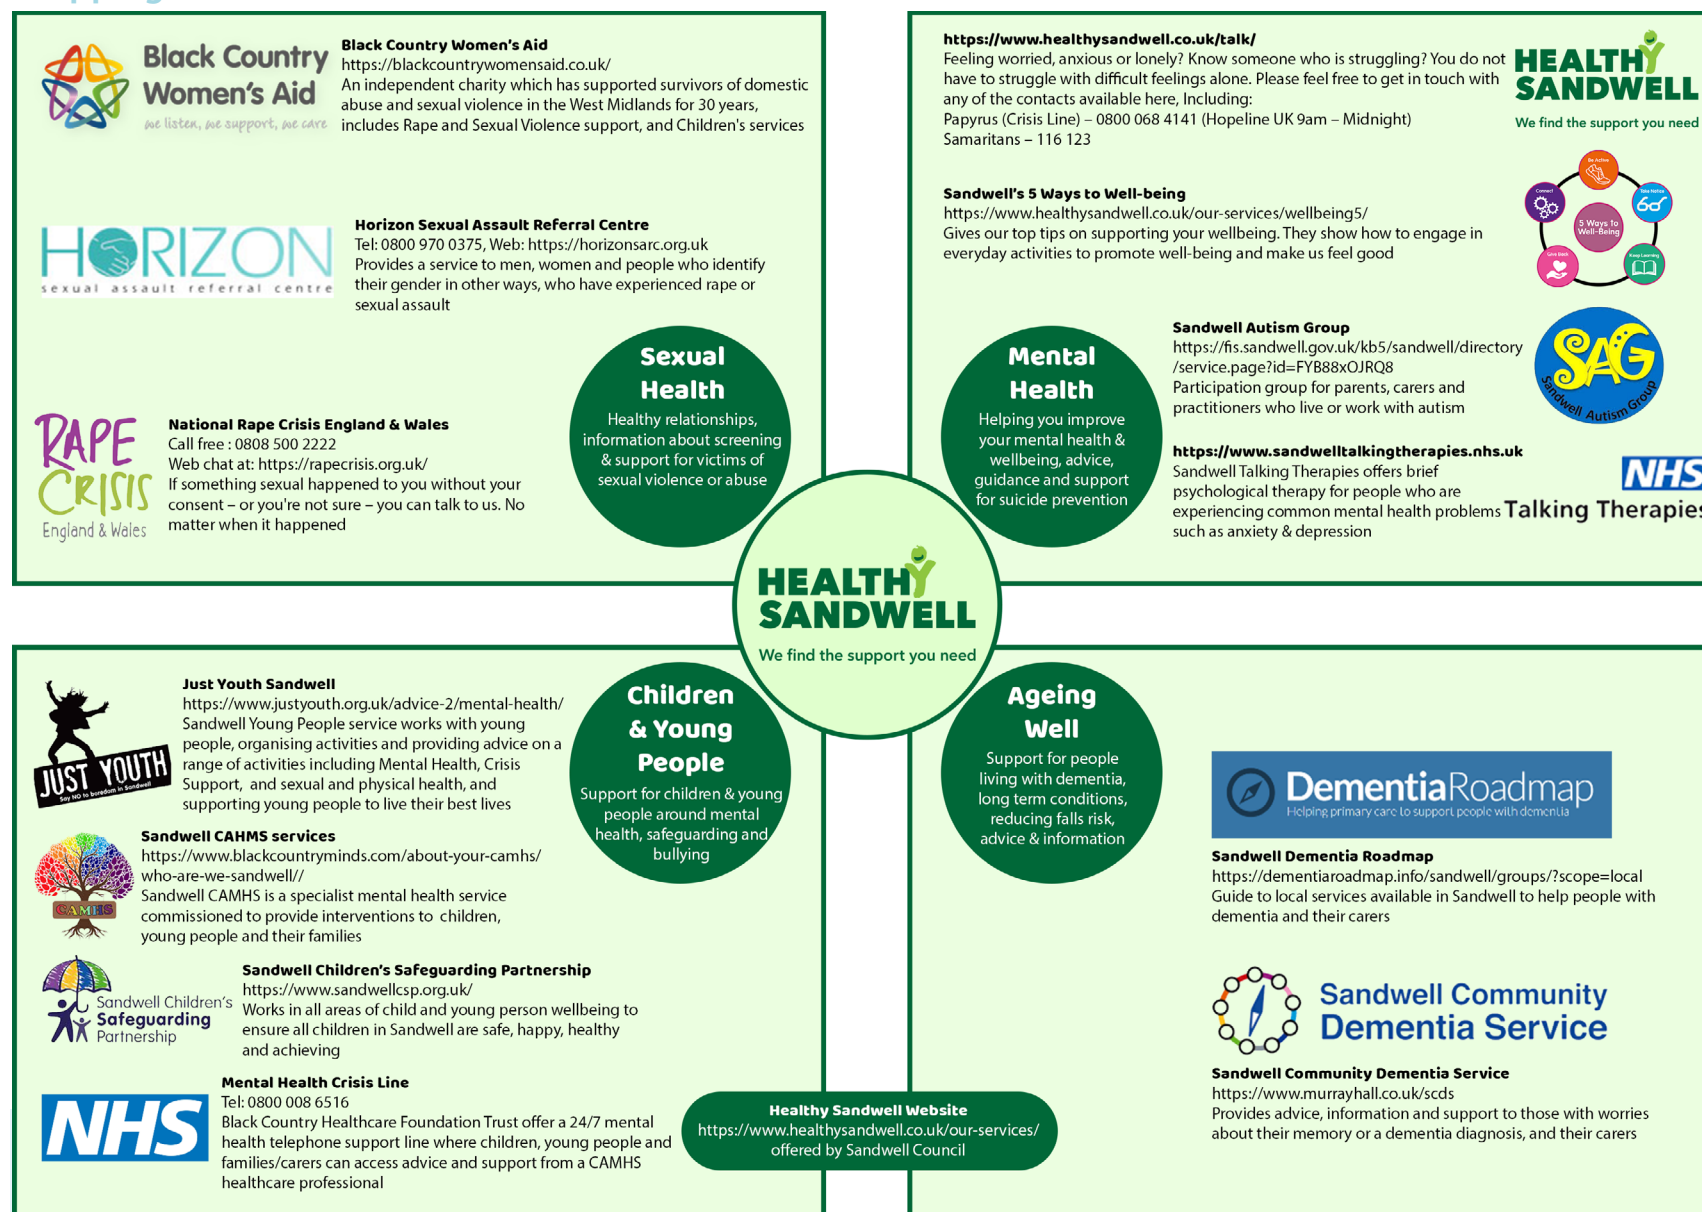 Black Country
Women's Aid
we listen, we support, we care
Black Country Women's Aid
https://blackcountrywomensaid.co.uk/
An independent charity which has supported survivors of domestic
abuse and sexual violence in the West Midlands for 30 years,
includes Rape and Sexual Violence support, and Children's services
HORIZON
sexual assault referral centre
Horizon Sexual Assault Referral Centre
Tel: 0800 970 0375, Web: https://horizonsarc.org.uk
Provides a service to men, women and people who identify
their gender in other ways, who have experienced rape or
sexual assault
RAPE
CRISIS
England & Wales
National Rape Crisis England & Wales
Call free : 0808 500 2222
Web chat at: https://rapecrisis.org.uk/
If something sexual happened to you without your
consent – or you're not sure – you can talk to us. No
matter when it happened
Sexual
Health
Healthy relationships,
information about screening
& support for victims of
sexual violence or abuse
https://www.healthysandwell.co.uk/talk/
Feeling worried, anxious or lonely? Know someone who is struggling? You do not
have to struggle with difficult feelings alone. Please feel free to get in touch with
any of the contacts available here, Including:
Papyrus (Crisis Line) – 0800 068 4141 (Hopeline UK 9am – Midnight)
Samaritans – 116 123
HEALTHY
SANDWELL
We find the support you need
Sandwell's 5 Ways to Well-being
https://www.healthysandwell.co.uk/our-services/wellbeing5/
Gives our top tips on supporting your wellbeing. They show how to engage in
everyday activities to promote well-being and make us feel good
Be Active
Connect
Take Notice
5 Ways to
Well-Being
Give Back
Keep Learning
Mental
Health
Helping you improve
your mental health &
wellbeing, advice,
guidance and support
for suicide prevention
Sandwell Autism Group
https://fis.sandwell.gov.uk/kb5/sandwell/directory
/service.page?id=FYB88xOJRQ8
Participation group for parents, carers and
practitioners who live or work with autism
SAG
Sandwell Autism Group
https://www.sandwelltalkingtherapies.nhs.uk
Sandwell Talking Therapies offers brief
psychological therapy for people who are
experiencing common mental health problems
such as anxiety & depression
NHS
Talking Therapies
HEALTHY
SANDWELL
We find the support you need
JUST YOUTH
Say NO to boredom in Sandwell
Just Youth Sandwell
https://www.justyouth.org.uk/advice-2/mental-health/
Sandwell Young People service works with young
people, organising activities and providing advice on a
range of activities including Mental Health, Crisis
Support, and sexual and physical health, and
supporting young people to live their best lives
Children
& Young
People
Support for children & young
people around mental
health, safeguarding and
bullying
CAMHS
Sandwell CAHMS services
https://www.blackcountryminds.com/about-your-camhs/
who-are-we-sandwell//
Sandwell CAMHS is a specialist mental health service
commissioned to provide interventions to children,
young people and their families
Sandwell Children's
Safeguarding
Partnership
Sandwell Children's Safeguarding Partnership
https://www.sandwellcsp.org.uk/
Works in all areas of child and young person wellbeing to
ensure all children in Sandwell are safe, happy, healthy
and achieving
NHS
Mental Health Crisis Line
Tel: 0800 008 6516
Black Country Healthcare Foundation Trust offer a 24/7 mental
health telephone support line where children, young people and
families/carers can access advice and support from a CAMHS
healthcare professional
Ageing
Well
Support for people
living with dementia,
long term conditions,
reducing falls risk,
advice & information
DementiaRoadmap
Helping primary care to support people with dementia
Sandwell Dementia Roadmap
https://dementiaroadmap.info/sandwell/groups/?scope=local
Guide to local services available in Sandwell to help people with
dementia and their carers
Sandwell Community
Dementia Service
Sandwell Community Dementia Service
https://www.murrayhall.co.uk/scds
Provides advice, information and support to those with worries
about their memory or a dementia diagnosis, and their carers
Healthy Sandwell Website
https://www.healthysandwell.co.uk/our-services/
offered by Sandwell Council